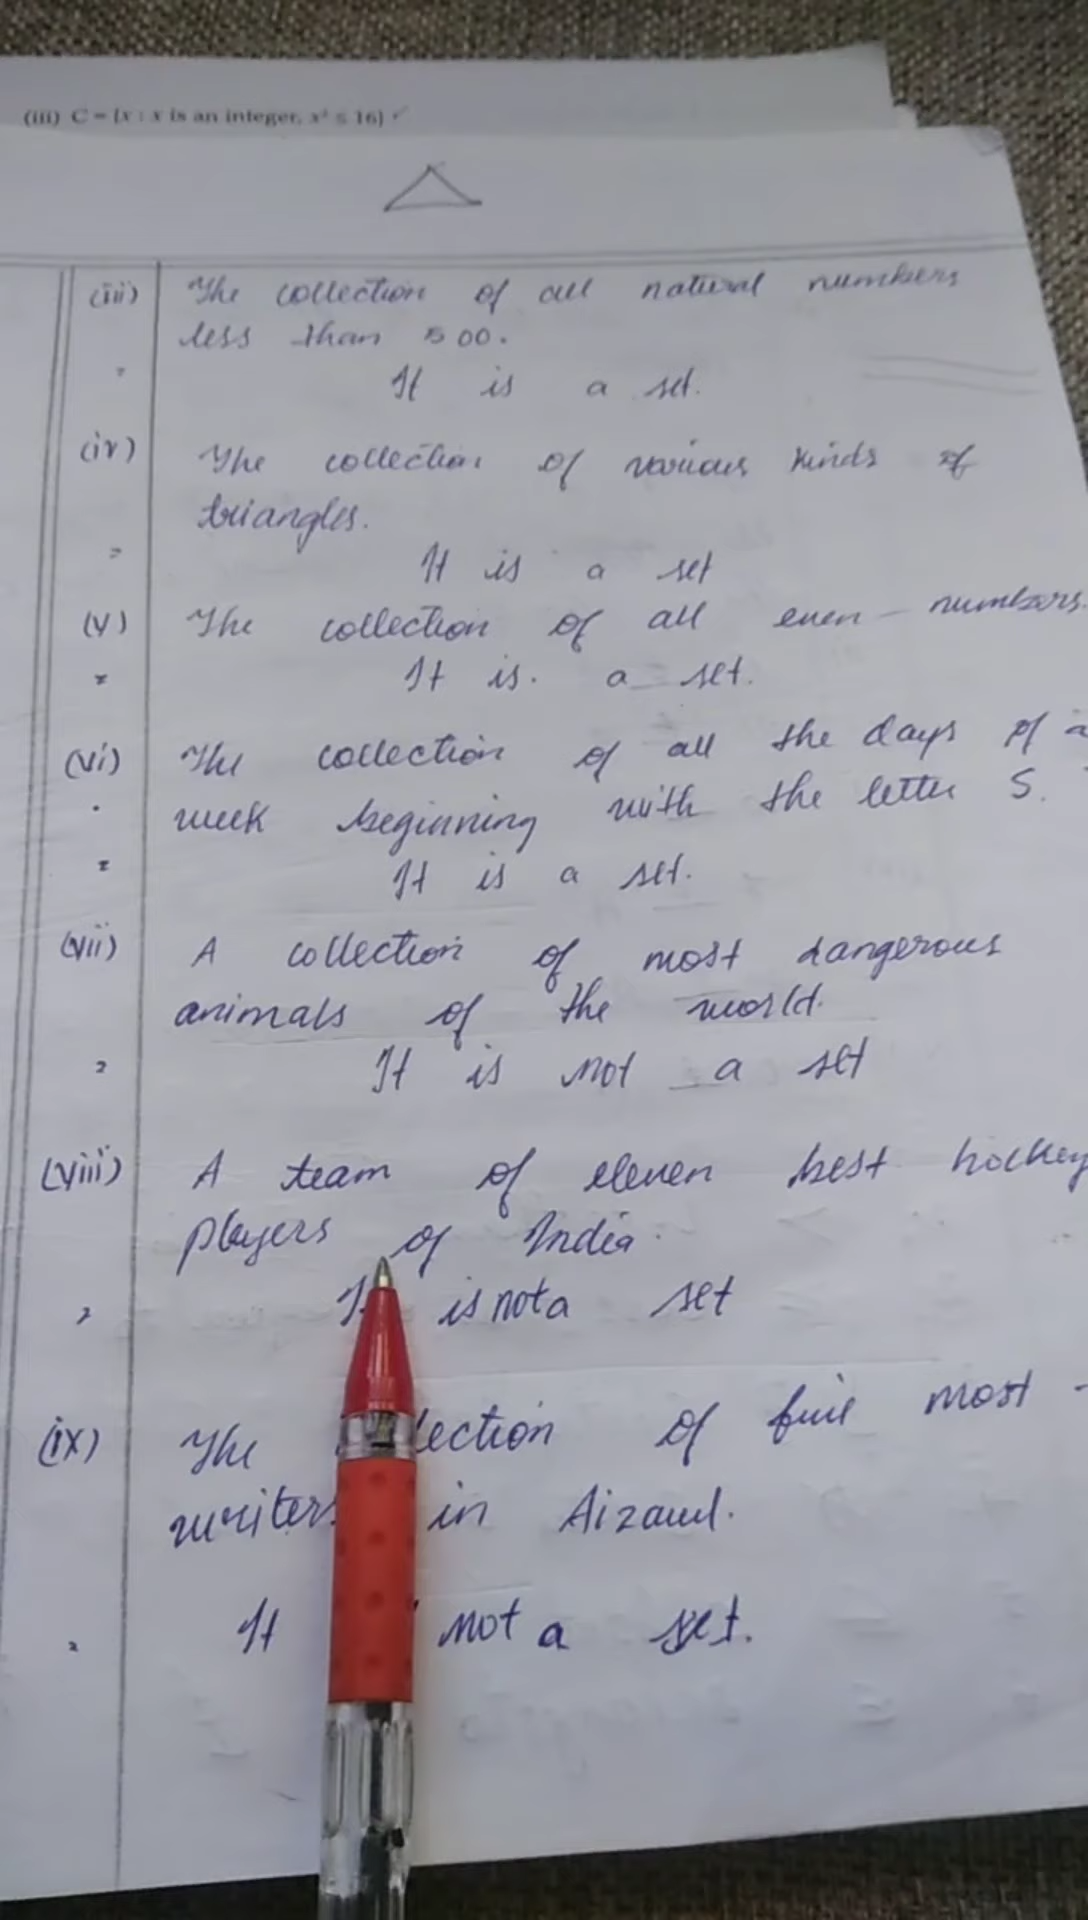 (iii) C = {x : x is an integer, x² ≤ 16}
(iii) The collection of all natural numbers
less than 500.
It is a set.
(iv) The collection of various kinds of
triangles.
It is a set
(v) The collection of all even numbers.
It is a set.
(vi) The collection of all the days of a
week beginning with the letter S.
It is a set.
(vii) A collection of most dangerous
animals of the world.
It is not a set
(viii) A team of eleven best hockey
players of India.
It is not a set
(ix) The lection of five most
writers in Aizawl.
It not a set.